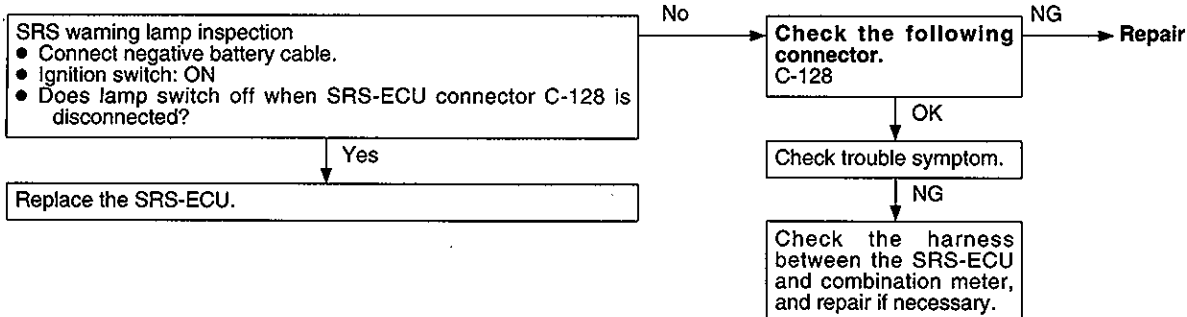 SRS warning lamp inspection
● Connect negative battery cable.
● Ignition switch: ON
● Does lamp switch off when SRS-ECU connector C-128 is
disconnected?
No
Check the following
connector.
C-128
NG
Repair
Yes
OK
Replace the SRS-ECU.
Check trouble symptom.
NG
Check the harness
between the SRS-ECU
and combination meter,
and repair if necessary.